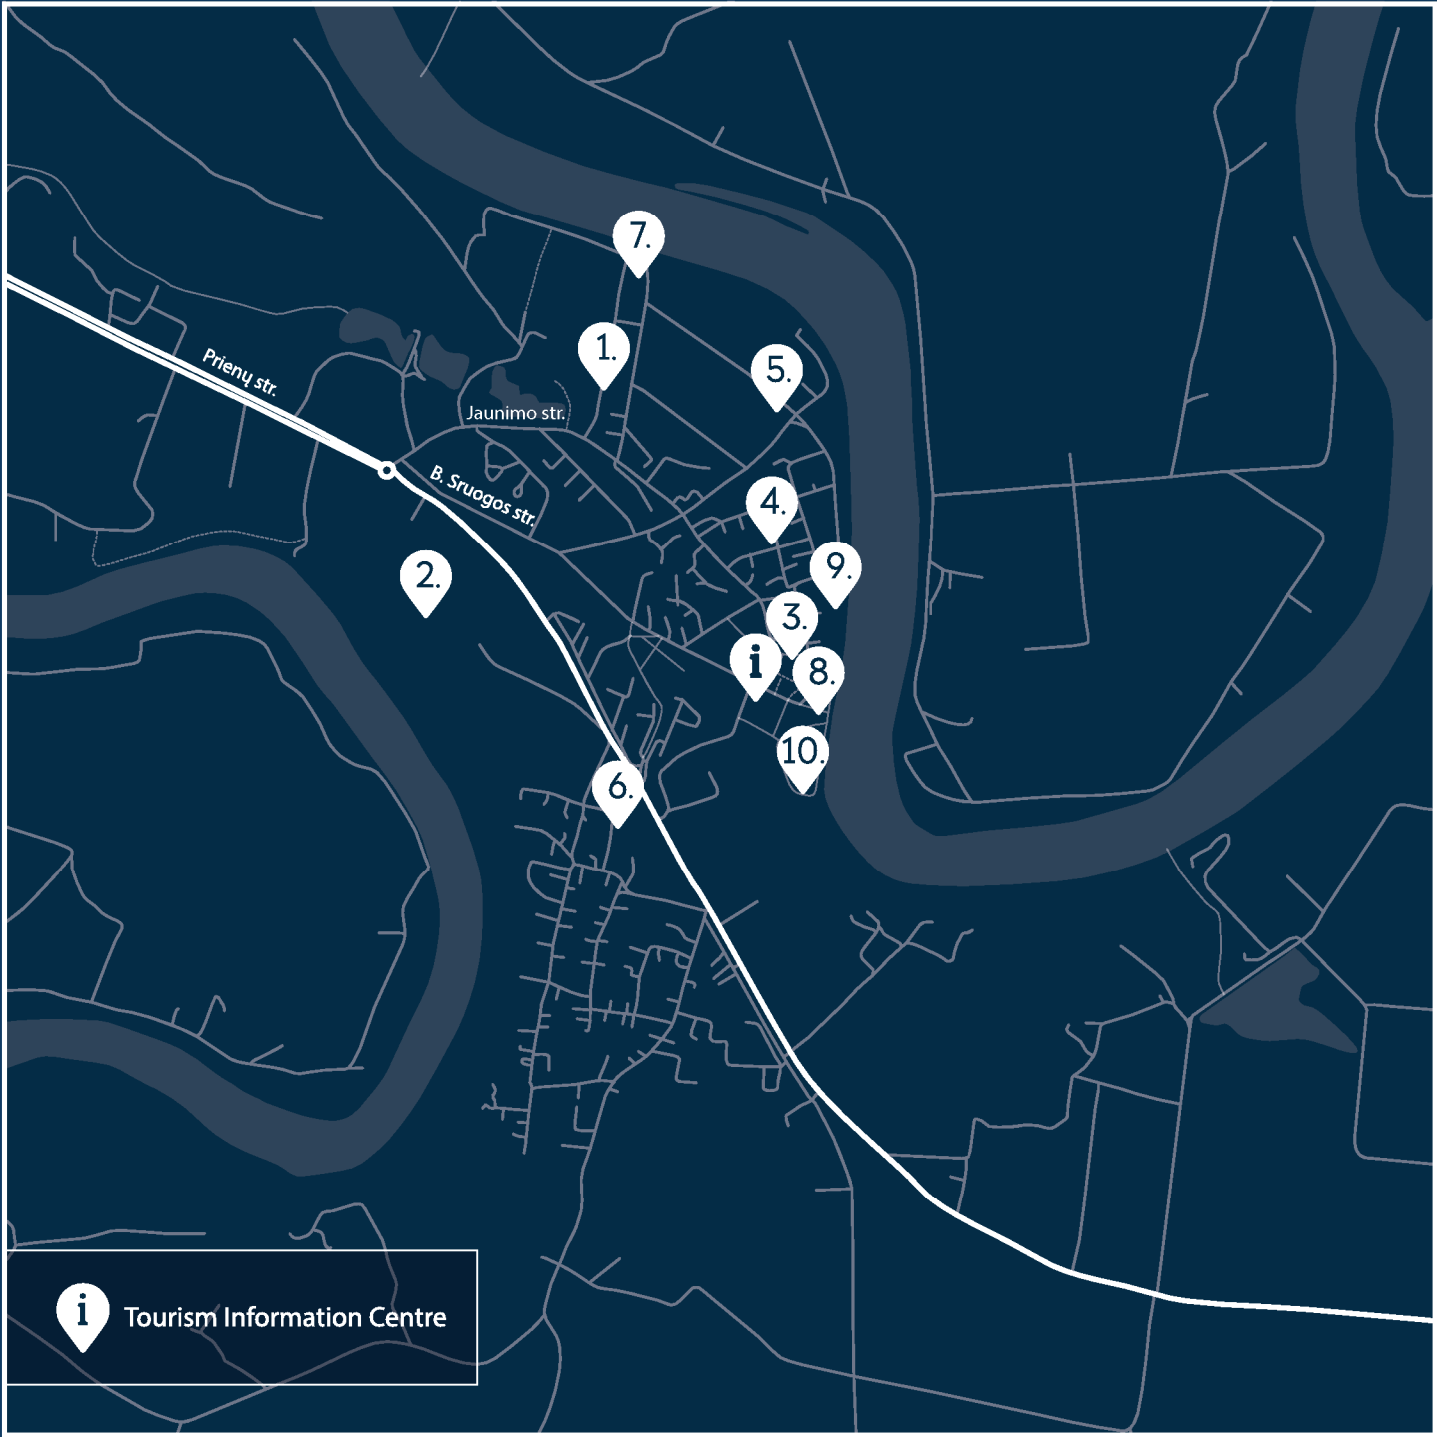 7.
1.
5.
Prienų str.
Jaunimo str.
B. Sruogos str.
4.
9.
2.
3.
i
8.
10.
6.
i Tourism Information Centre